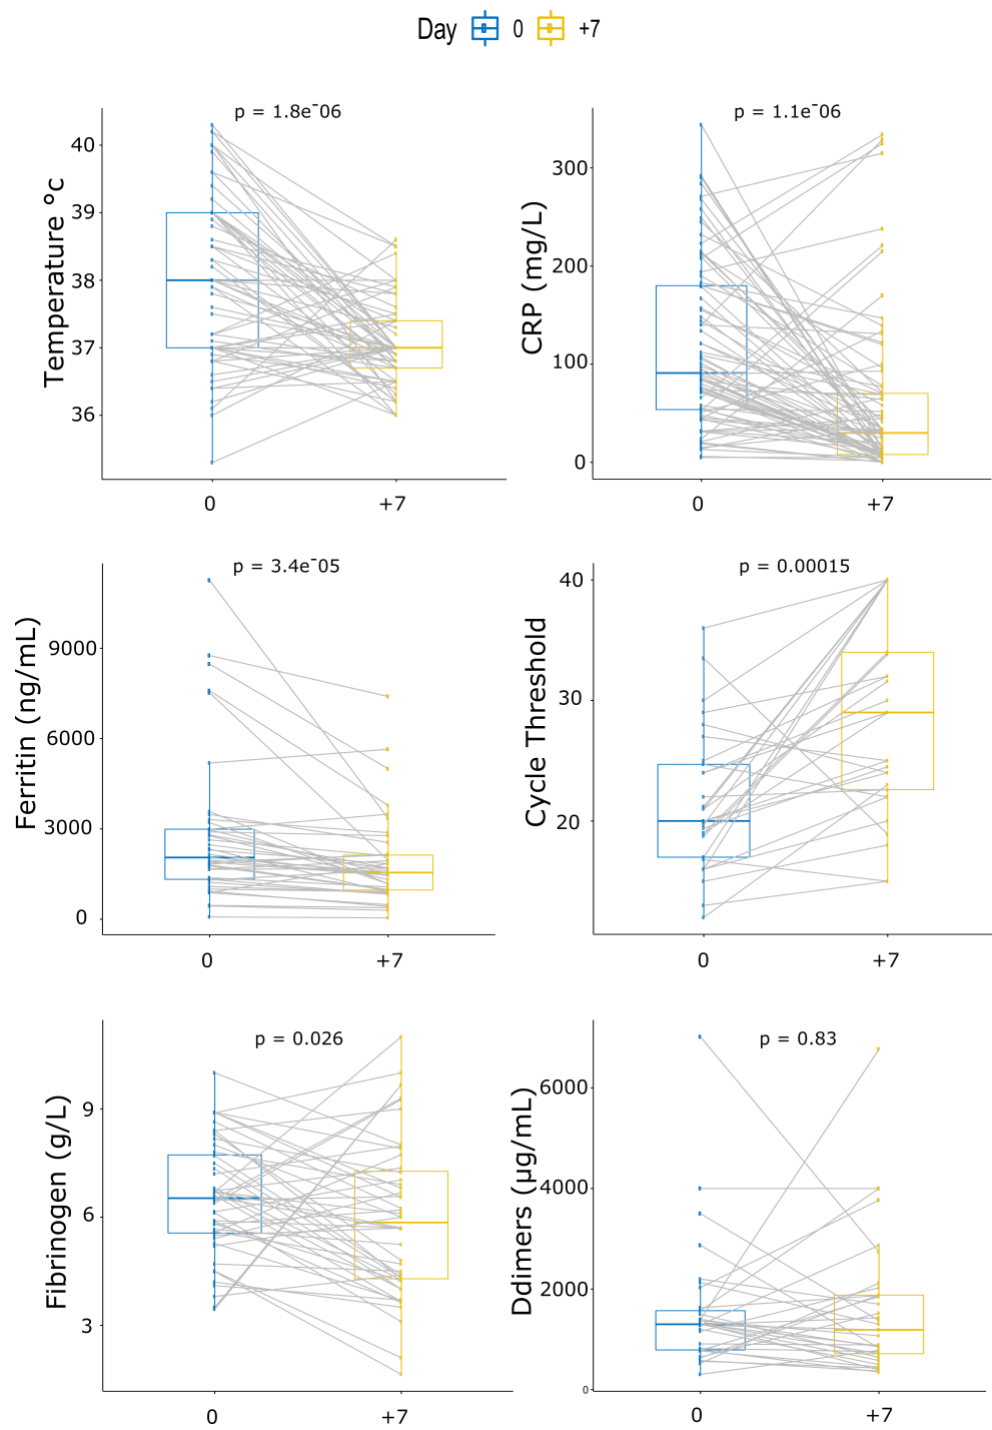 Day 0 +7
p = 1.8e-06
Temperature °c
40
39
38
37
36
0 +7
p = 1.1e-06
CRP (mg/L)
300
200
100
0
0 +7
p = 3.4e-05
Ferritin (ng/mL)
9000
6000
3000
0
0 +7
p = 0.00015
Cycle Threshold
40
30
20
0 +7
p = 0.026
Fibrinogen (g/L)
9
6
3
0 +7
p = 0.83
Ddimers (µg/mL)
6000
4000
2000
0
0 +7